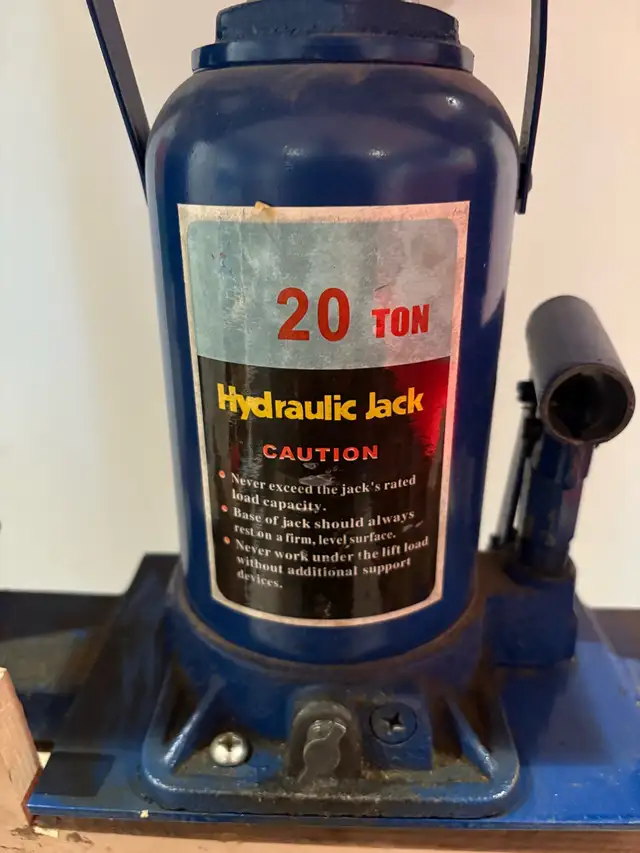 20 TON
Hydraulic Jack
CAUTION
Never exceed the jack's rated
load capacity.
Base of jack should always
rest on a firm, level surface.
Never work under the lift load
without additional support
devices.